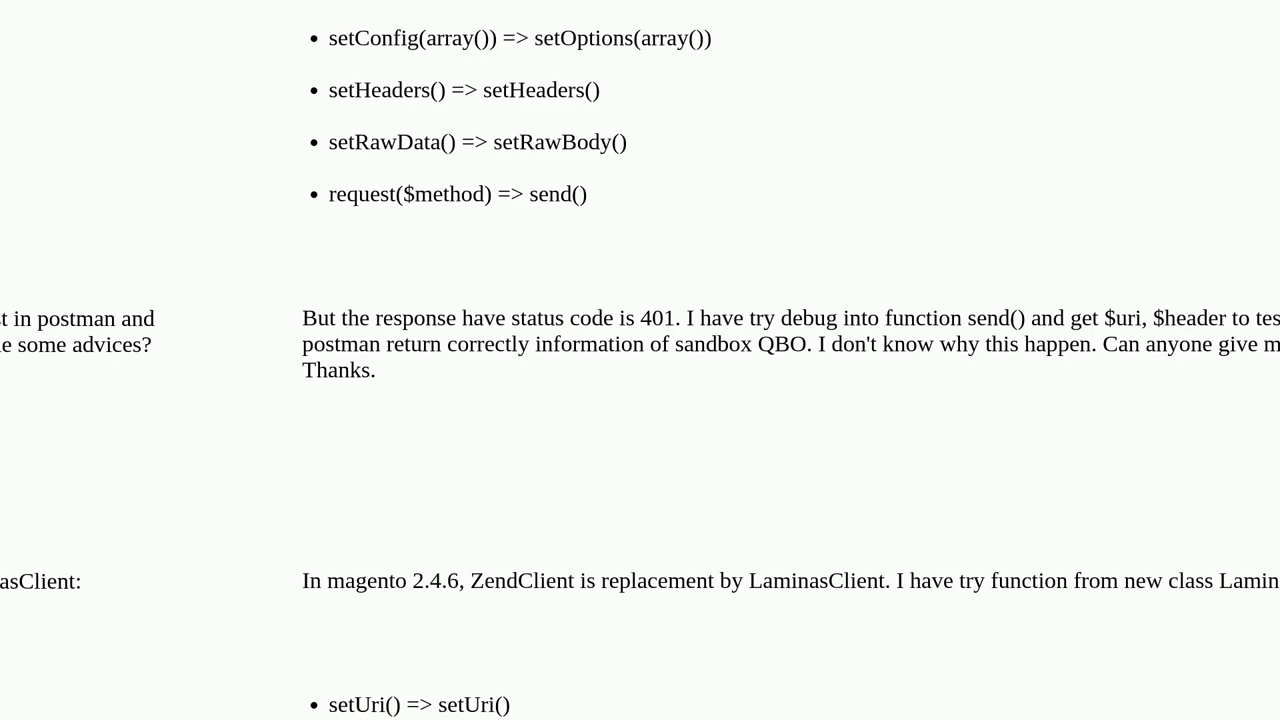 setConfig(array()) => setOptions(array())
setHeaders() => setHeaders()
setRawData() => setRawBody()
request($method) => send()
st in postman and
e some advices?
But the response have status code is 401. I have try debug into function send() and get $uri, $header to tes
postman return correctly information of sandbox QBO. I don't know why this happen. Can anyone give m
Thanks.
asClient:
In magento 2.4.6, ZendClient is replacement by LaminasClient. I have try function from new class Lamin
setUri() => setUri()